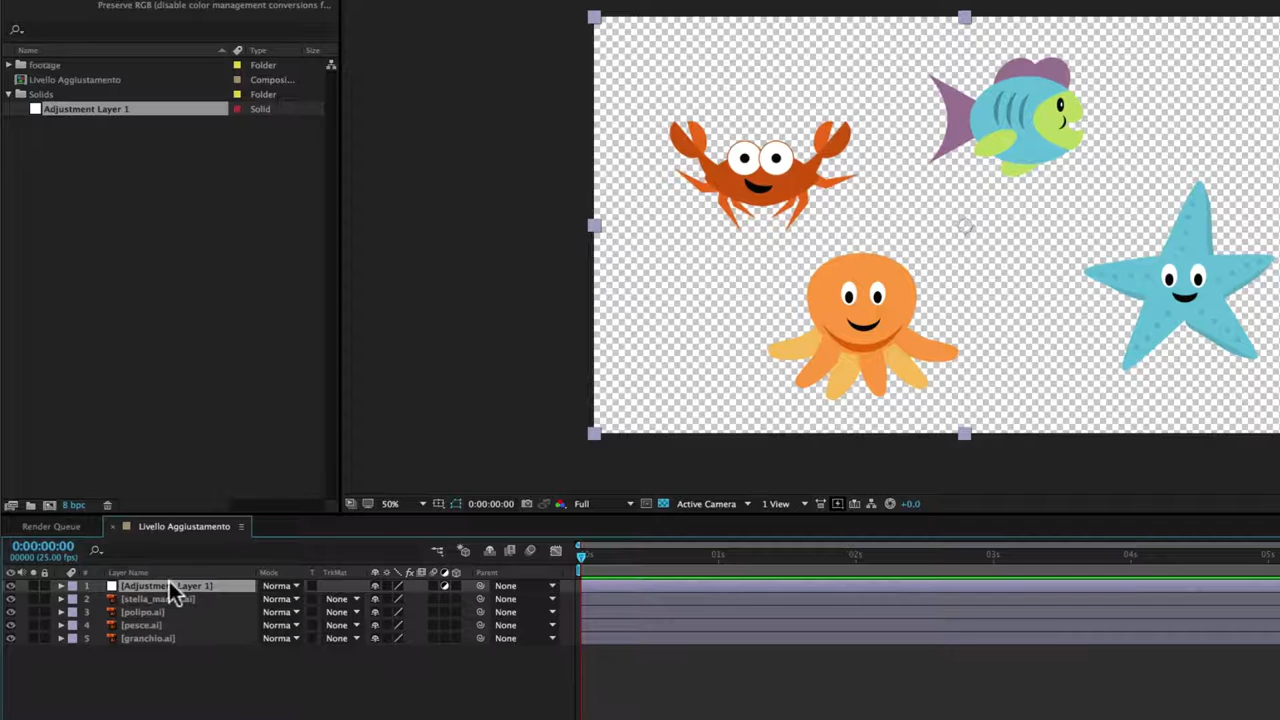 Preserve RGB (disable color management conversions f...
Name Type Size
footage Folder
Livello Aggiustamento Composi...
Solids Folder
Adjustment Layer 1 Solid
8 bpc 50% 0:00:00:00 Full Active Camera 1 View +0.0
Render Queue × Livello Aggiustamento
0:00:00:00
00000 (25.00 fps)
0s 01s 02s 03s 04s 05s
# Layer Name Mode T TrkMat fx Parent
1 [Adjustment Layer 1] Norma None
2 None None
Norma
3 [polipo.ai] Norma None None
4 [pesce.ai] Norma None None
5 [granchio.ai] Norma None None